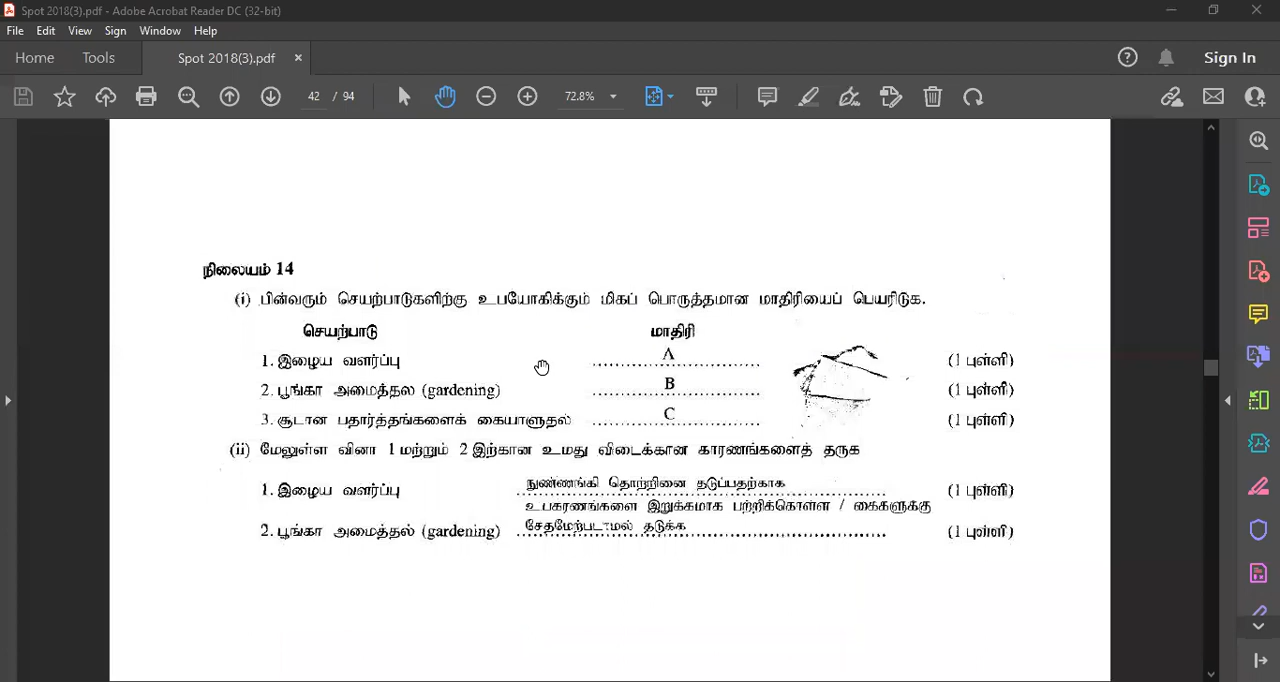 Spot 2018(3).pdf - Adobe Acrobat Reader DC (32-bit)
File Edit View Sign Window Help
Home Tools Spot 2018(3).pdf × Sign In
42 / 94 72.8%
நிலையம் 14
(i) பின்வரும் செயற்பாடுகளிற்கு உபயோகிக்கும் மிகப் பொருத்தமான மாதிரியைப் பெயரிடுக.
செயற்பாடு மாதிரி
1. இழைய வளர்ப்பு A (1 புள்ளி)
2. பூங்கா அமைத்தல (gardening) B (1 புள்ளி)
3. சூடான பதார்த்தங்களைக் கையாளுதல் C (1 புள்ளி)
(ii) மேலுள்ள வினா 1 மற்றும் 2 இற்கான உமது விடைக்கான காரணங்களைத் தருக
1. இழைய வளர்ப்பு நுண்ணங்கி தொற்றினை தடுப்பதற்காக (1 புள்ளி)
உபகரணங்களை இறுக்கமாக பற்றிக்கொள்ள / கைகளுக்கு
2. பூங்கா அமைத்தல் (gardening) சேதமேற்படாமல் தடுக்க (1 புள்ளி)